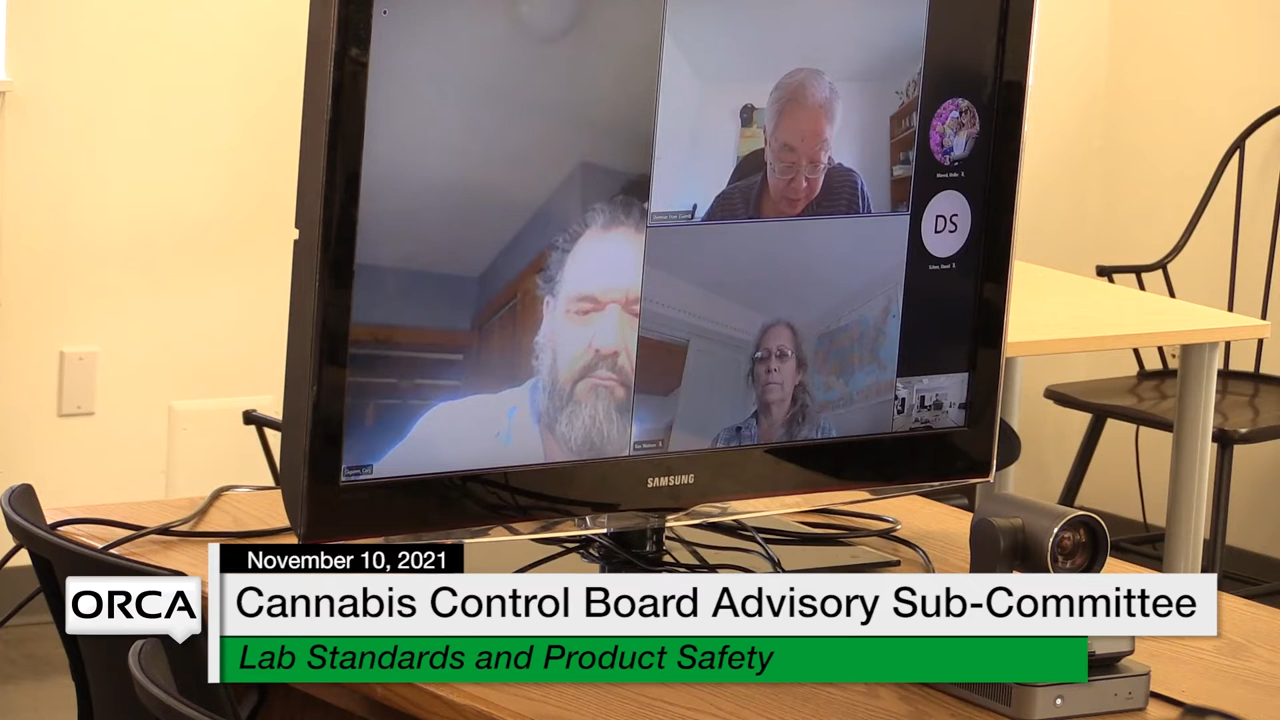 DS
SAMSUNG
November 10, 2021
ORCA
Cannabis Control Board Advisory Sub-Committee
Lab Standards and Product Safety